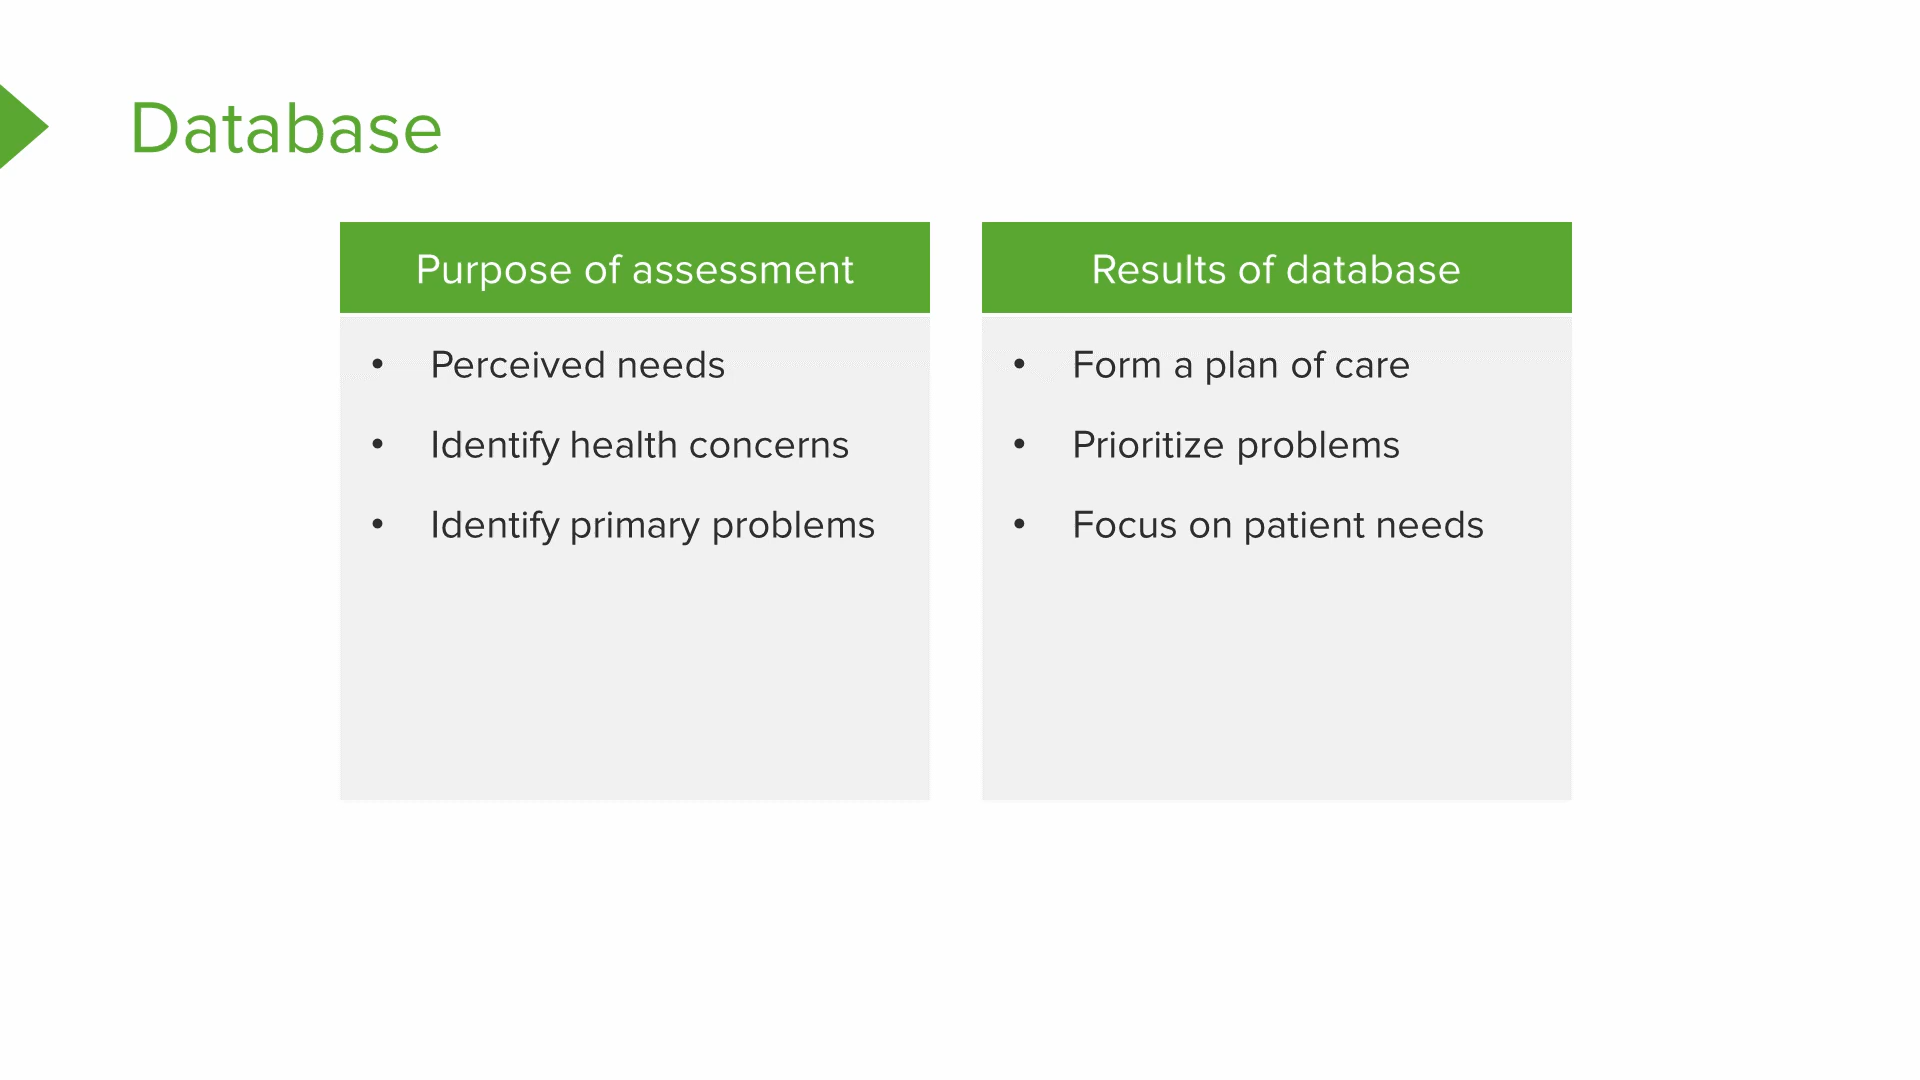 Database
Purpose of assessment
• Perceived needs
• Identify health concerns
• Identify primary problems
Results of database
• Form a plan of care
• Prioritize problems
• Focus on patient needs